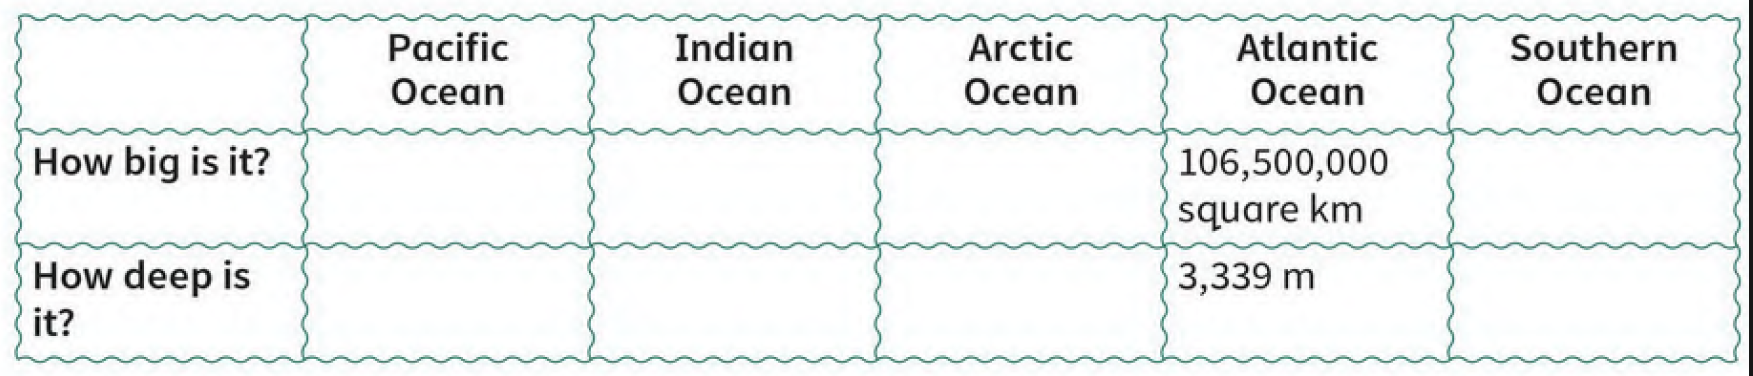 Pacific
Ocean
Indian
Ocean
Arctic
Ocean
Atlantic
Ocean
Southern
Ocean
How big is it?
106,500,000
square km
How deep is
it?
3,339 m